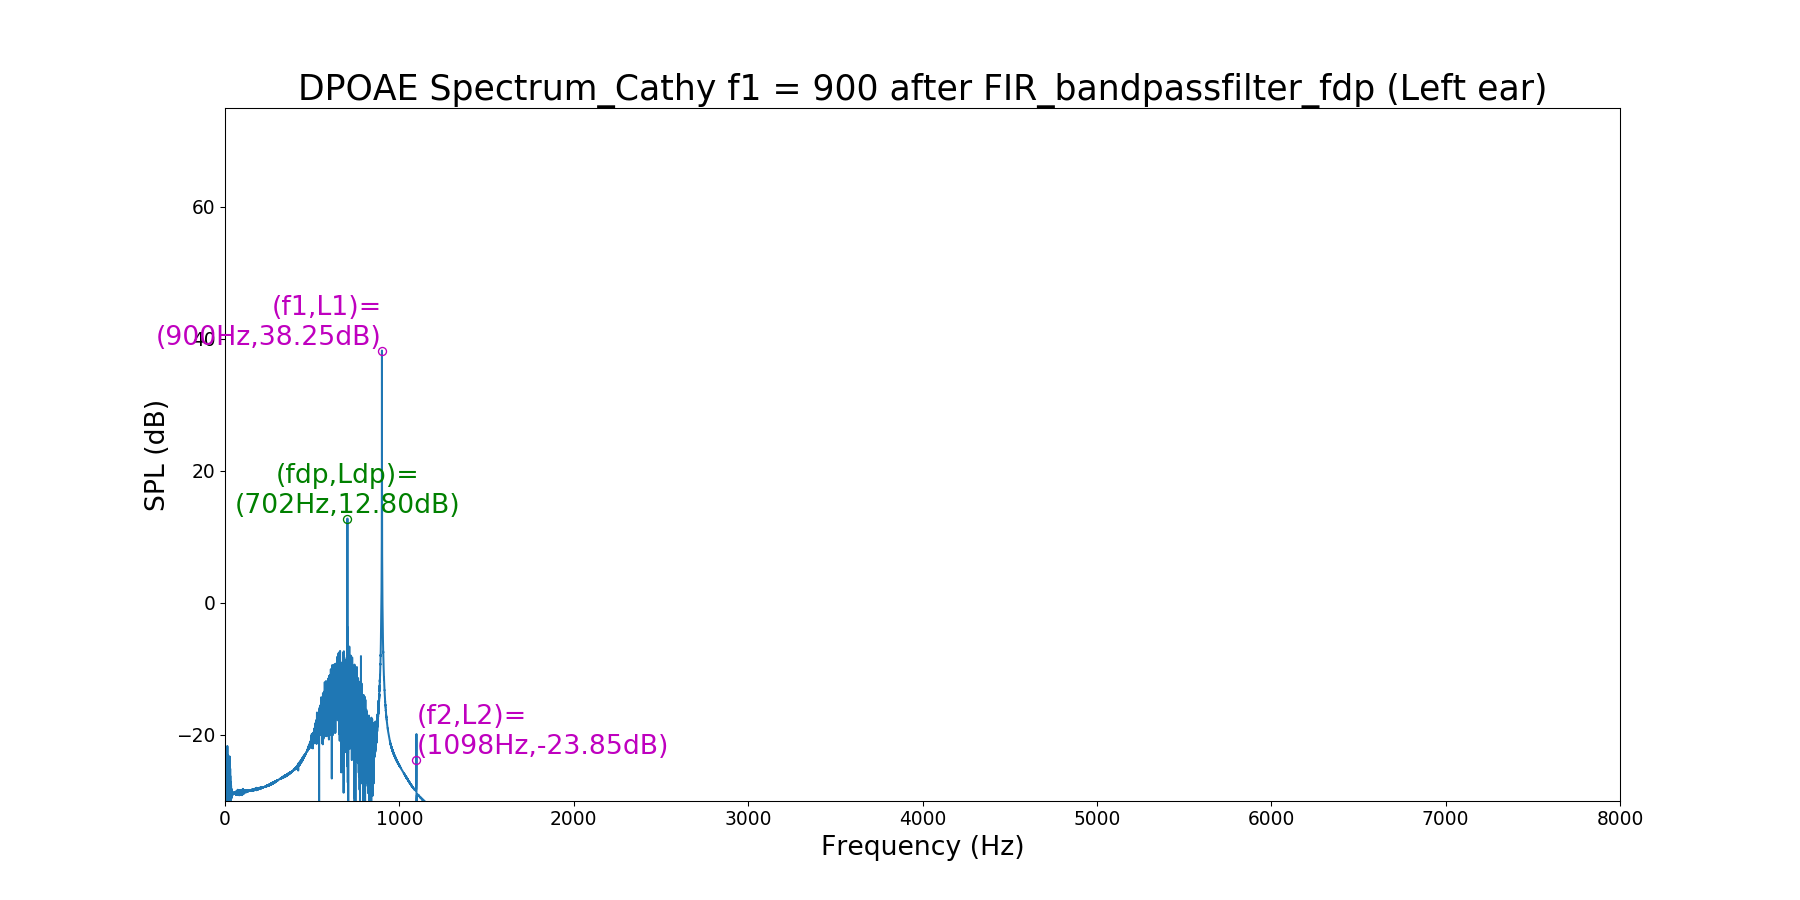 DPOAE Spectrum_Cathy f1 = 900 after FIR_bandpassfilter_fdp (Left ear)
60
(f1,L1)=
(900Hz,38.25dB)
40
SPL (dB)
(fdp,Ldp)=
20
(702Hz,12.80dB)
0
(f2,L2)=
−20
(1098Hz,-23.85dB)
0 1000 2000 3000 4000 5000 6000 7000 8000
Frequency (Hz)